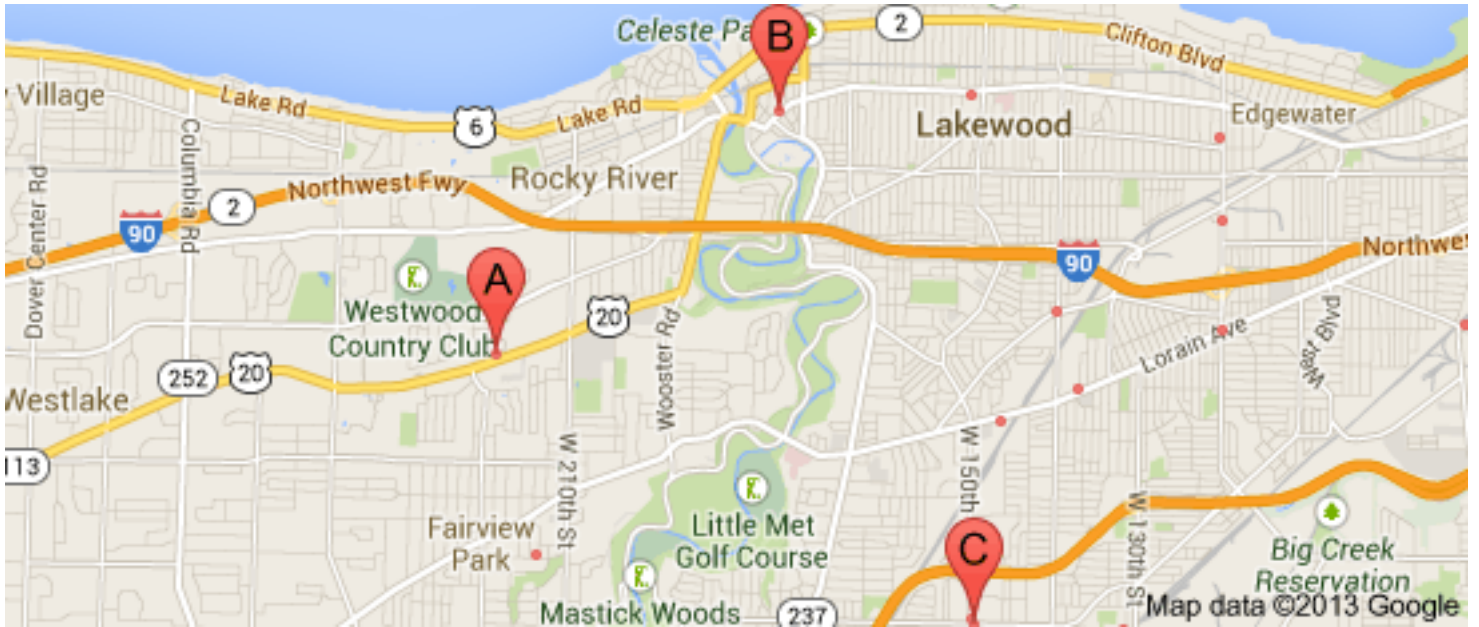 Celeste Pa
B
2
Clifton Blvd
Village
Lake Rd
6
Lake Rd
Lakewood
Edgewater
Columbia Rd
Dover Center Rd
Rocky River
Northwest Fwy
2
90
90
Northwes
A
Westwood
Country Club
20
Wooster Rd
Lorain Ave
West Blvd
252
20
Westlake
113
W 210th St
W 150th
W 130th St
Little Met
Golf Course
Fairview
Park
C
Big Creek
Reservation
Mastick Woods
237
Map data ©2013 Google